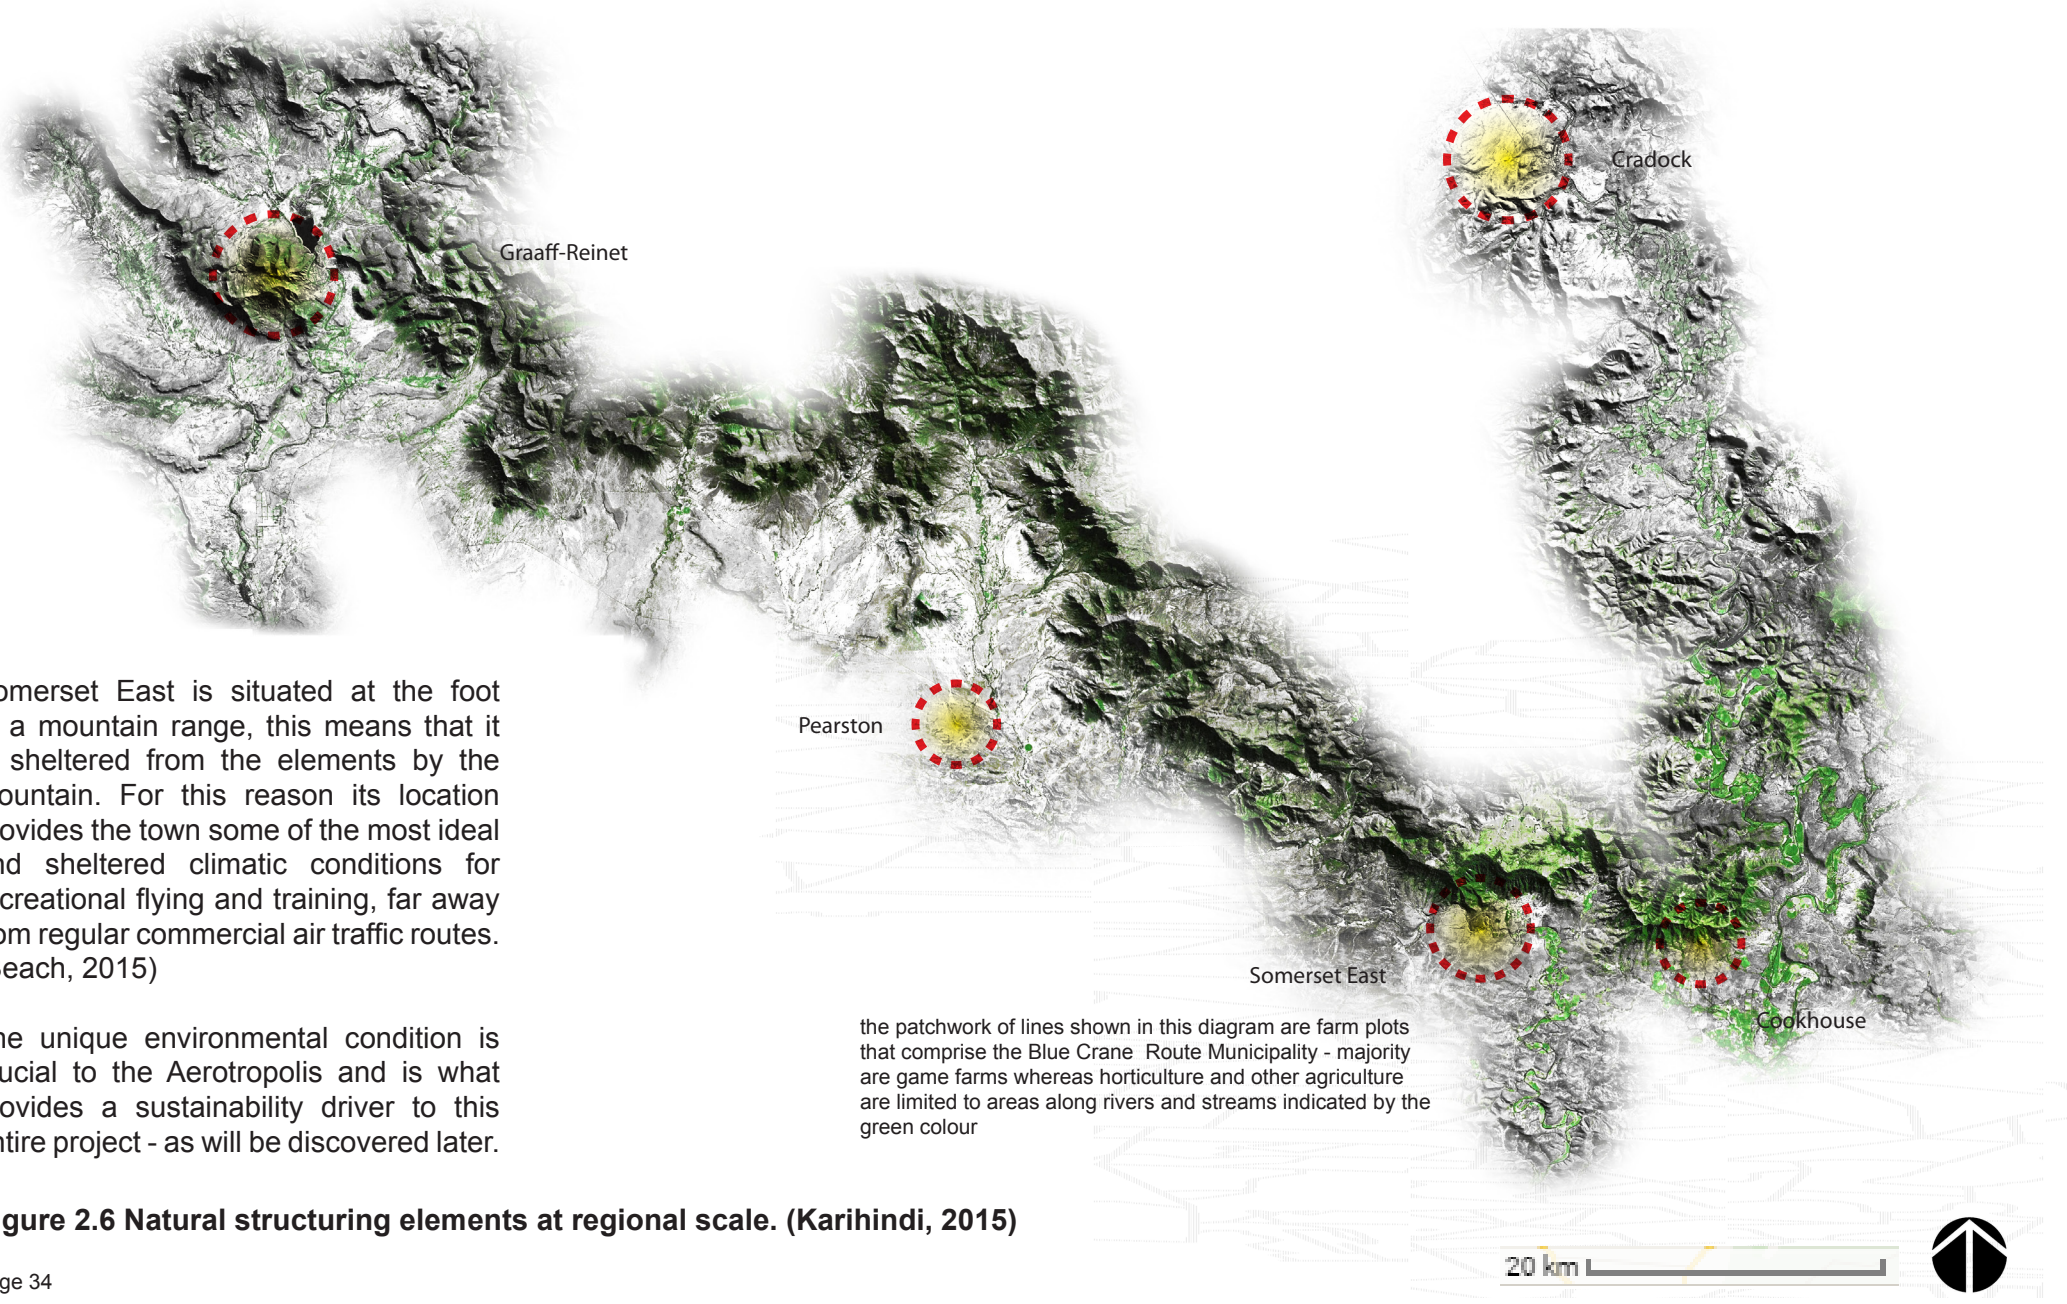 Graaff-Reinet
Cradock
Pearston
Somerset East
Cookhouse
omerset East is situated at the foot
a mountain range, this means that it
sheltered from the elements by the
ountain. For this reason its location
ovides the town some of the most ideal
nd sheltered climatic conditions for
creational flying and training, far away
om regular commercial air traffic routes.
each, 2015)
ne unique environmental condition is
ucial to the Aerotropolis and is what
ovides a sustainability driver to this
ntire project - as will be discovered later.
the patchwork of lines shown in this diagram are farm plots
that comprise the Blue Crane Route Municipality - majority
are game farms whereas horticulture and other agriculture
are limited to areas along rivers and streams indicated by the
green colour
igure 2.6 Natural structuring elements at regional scale. (Karihindi, 2015)
ge 34
20 km